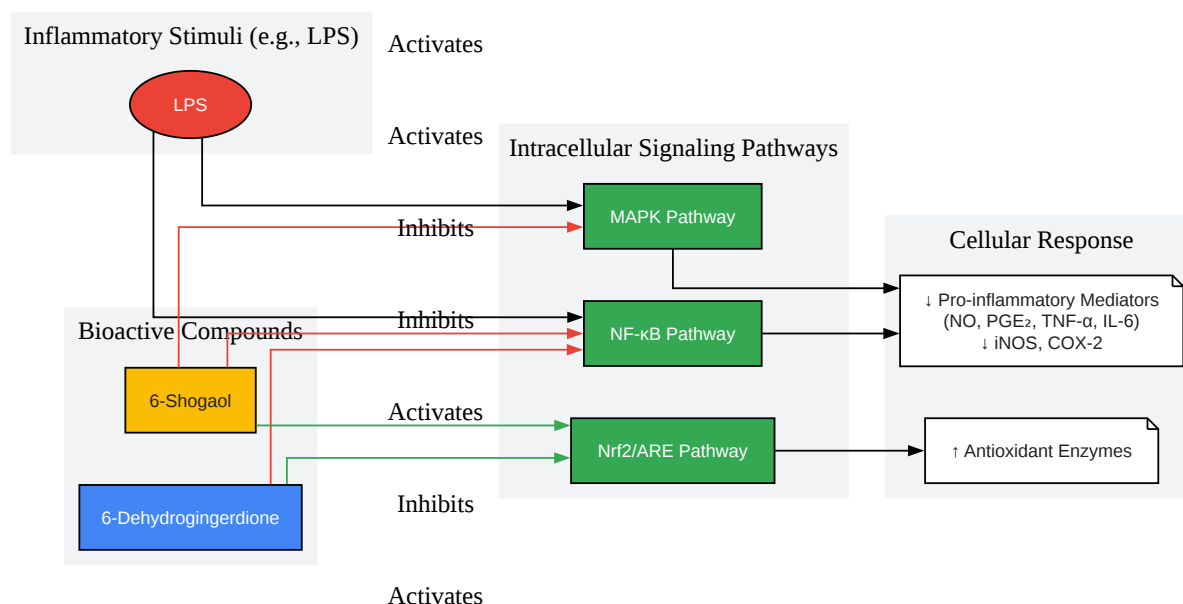 Inflammatory Stimuli (e.g., LPS)
Activates
LPS
Activates
Intracellular Signaling Pathways
MAPK Pathway
Inhibits
Cellular Response
↓ Pro-inflammatory Mediators
(NO, PGE₂, TNF-α, IL-6)
↓ iNOS, COX-2
Inhibits
NF-κB Pathway
Bioactive Compounds
6-Shogaol
Activates
Nrf2/ARE Pathway
↑ Antioxidant Enzymes
Inhibits
6-Dehydrogingerdione
Activates